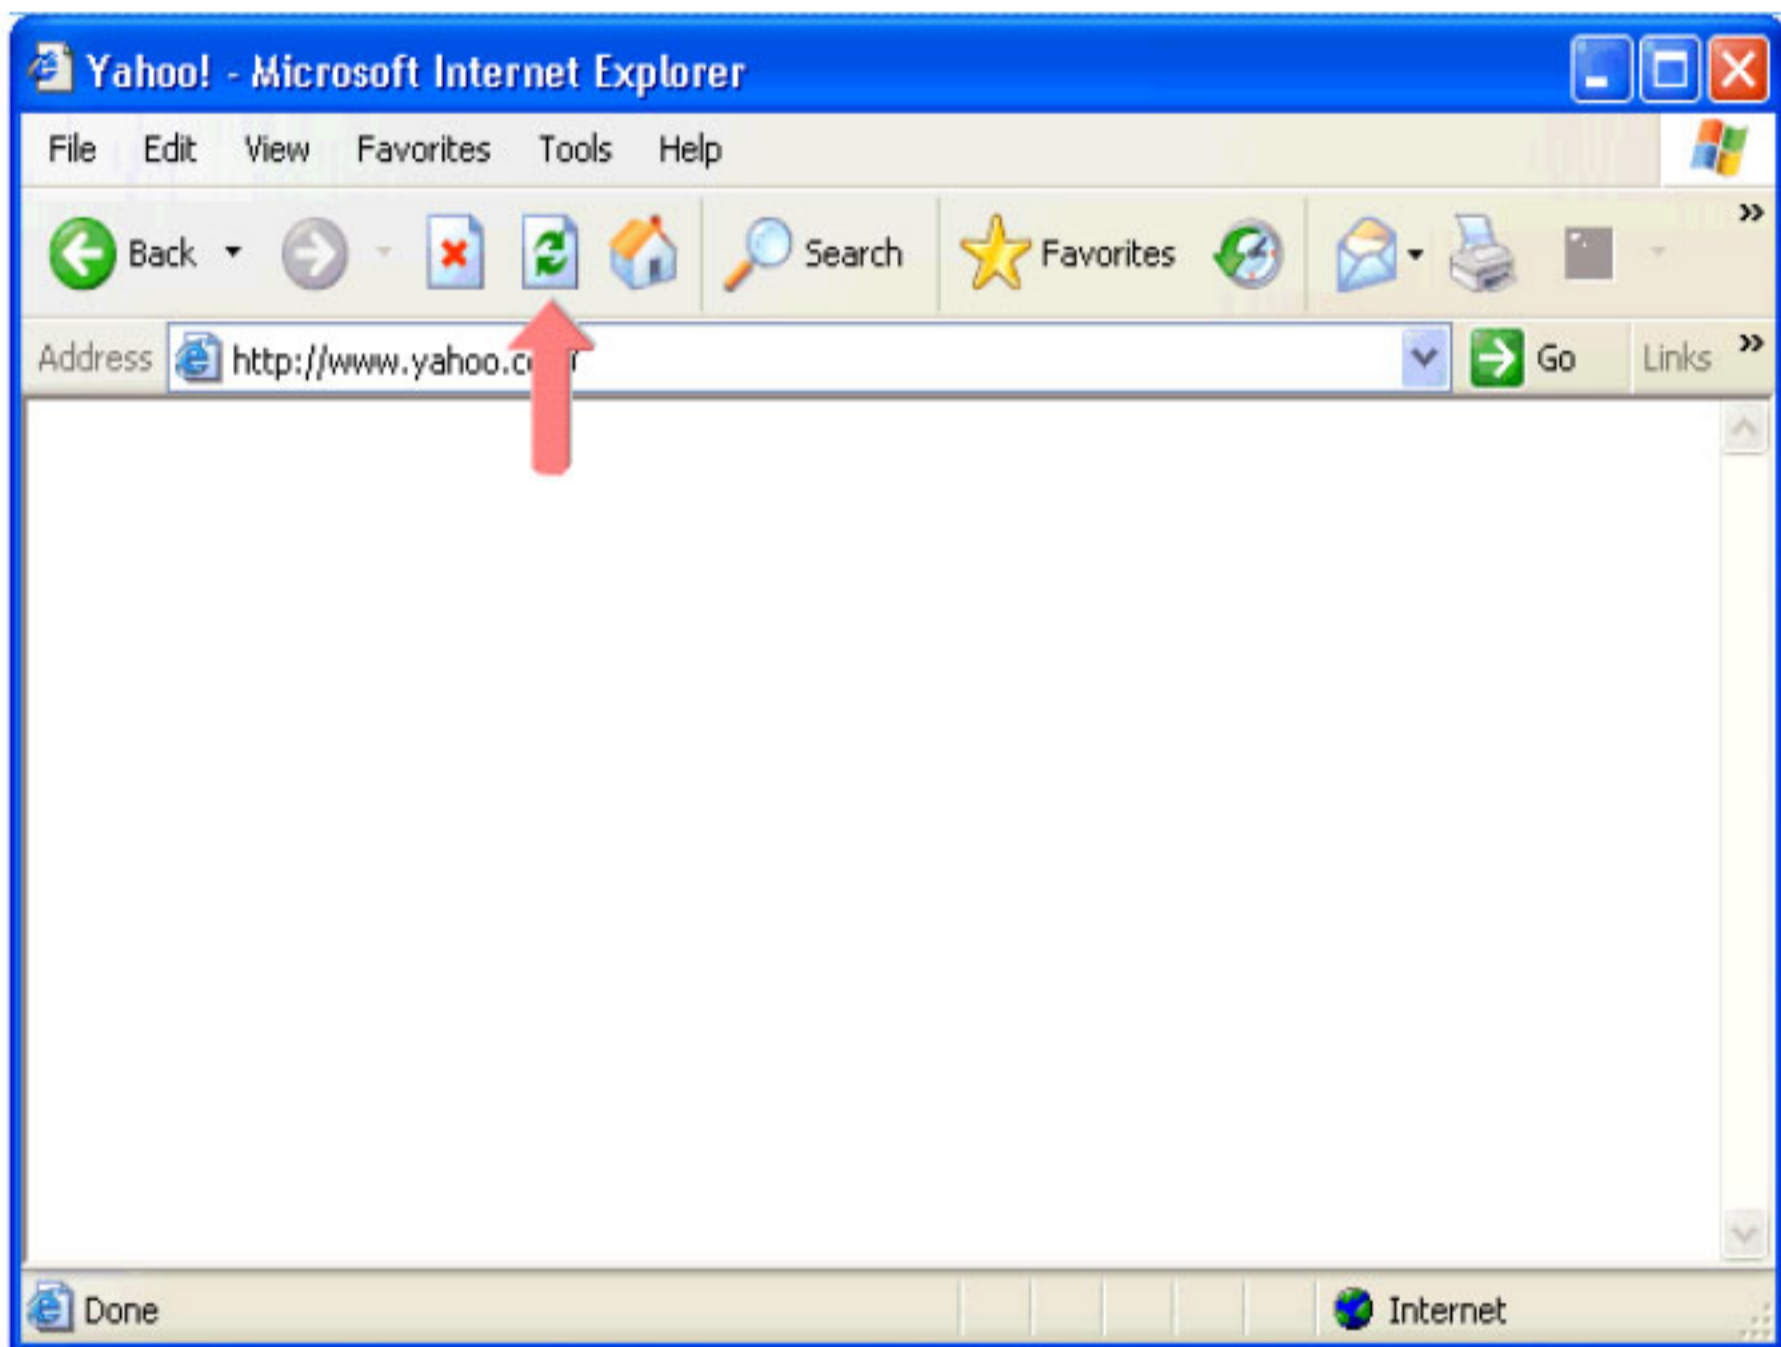 Yahoo! - Microsoft Internet Explorer
File Edit View Favorites Tools Help
Back Search Favorites »
Address http://www.yahoo.c Go Links »
Done Internet